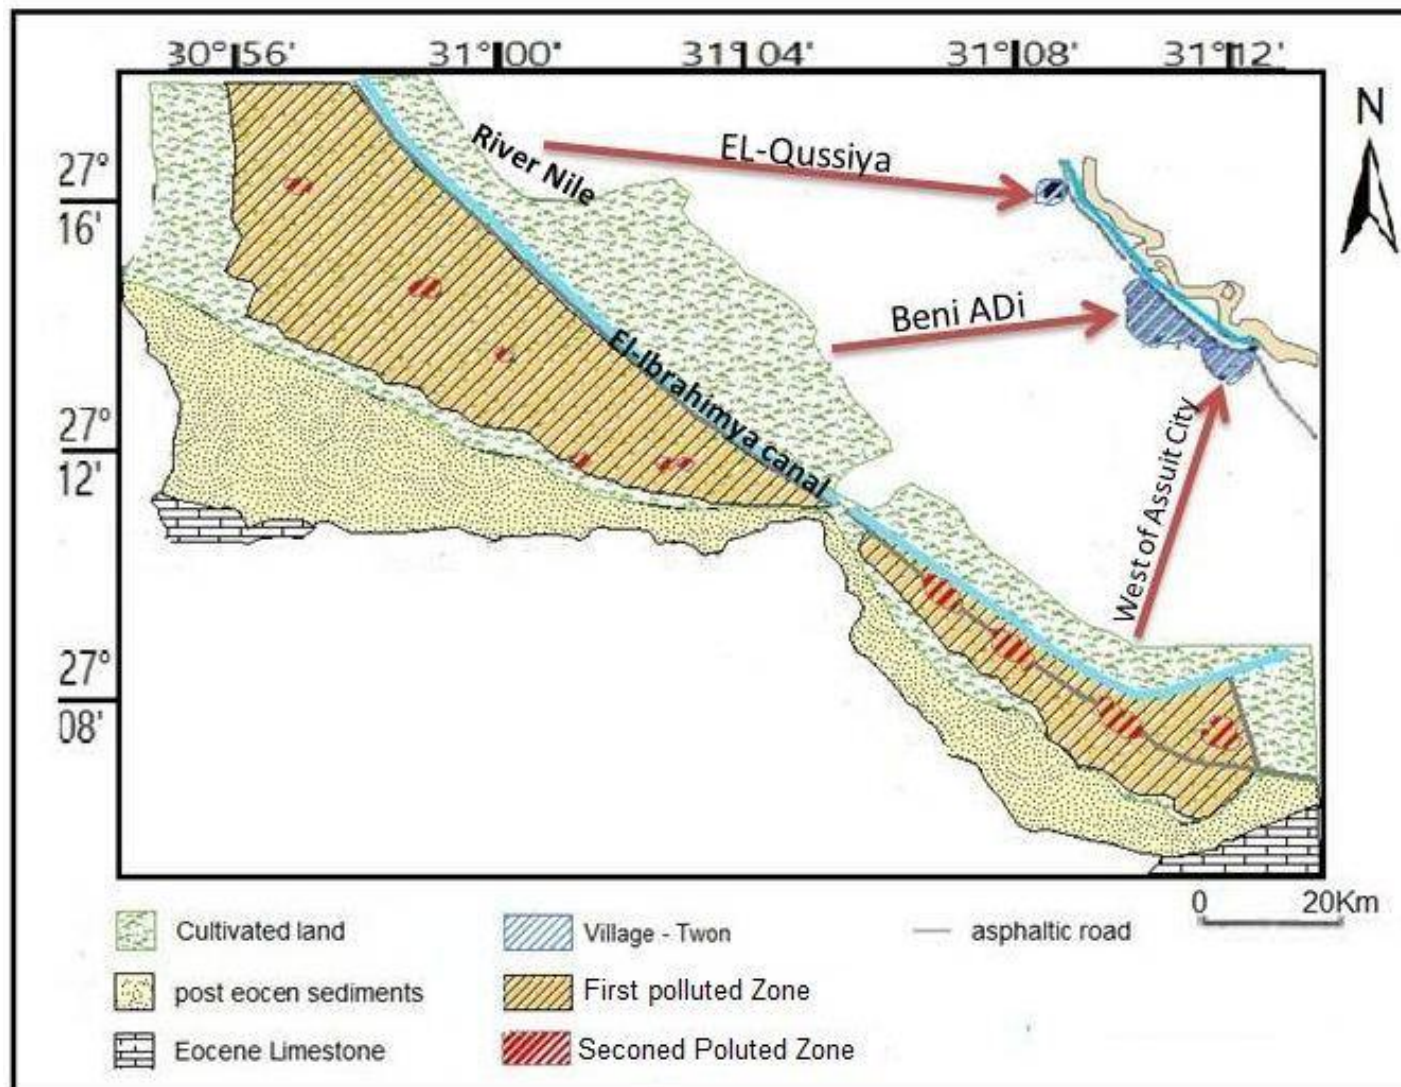 30°56' 31°00' 31°04' 31°08' 31°12'
N
27°
16'
27°
12'
27°
08'
River Nile
EL-Qussiya
Beni ADi
El-Ibrahimya canal
West of Assuit City
0 20Km
Cultivated land
Village - Twon
asphaltic road
post eocen sediments
First polluted Zone
Eocene Limestone
Seconed Poluted Zone